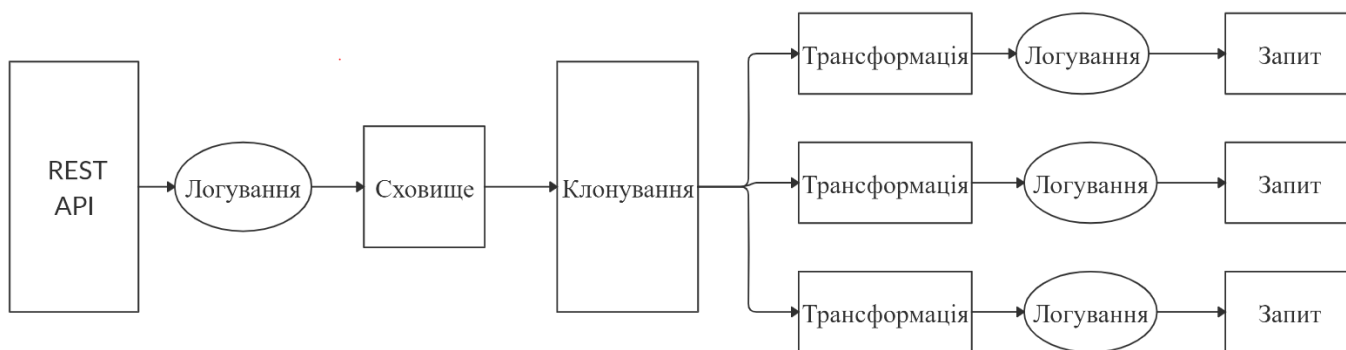 REST
API
Логування
Сховище
Клонування
Трансформація
Логування
Запит
Трансформація
Логування
Запит
Трансформація
Логування
Запит